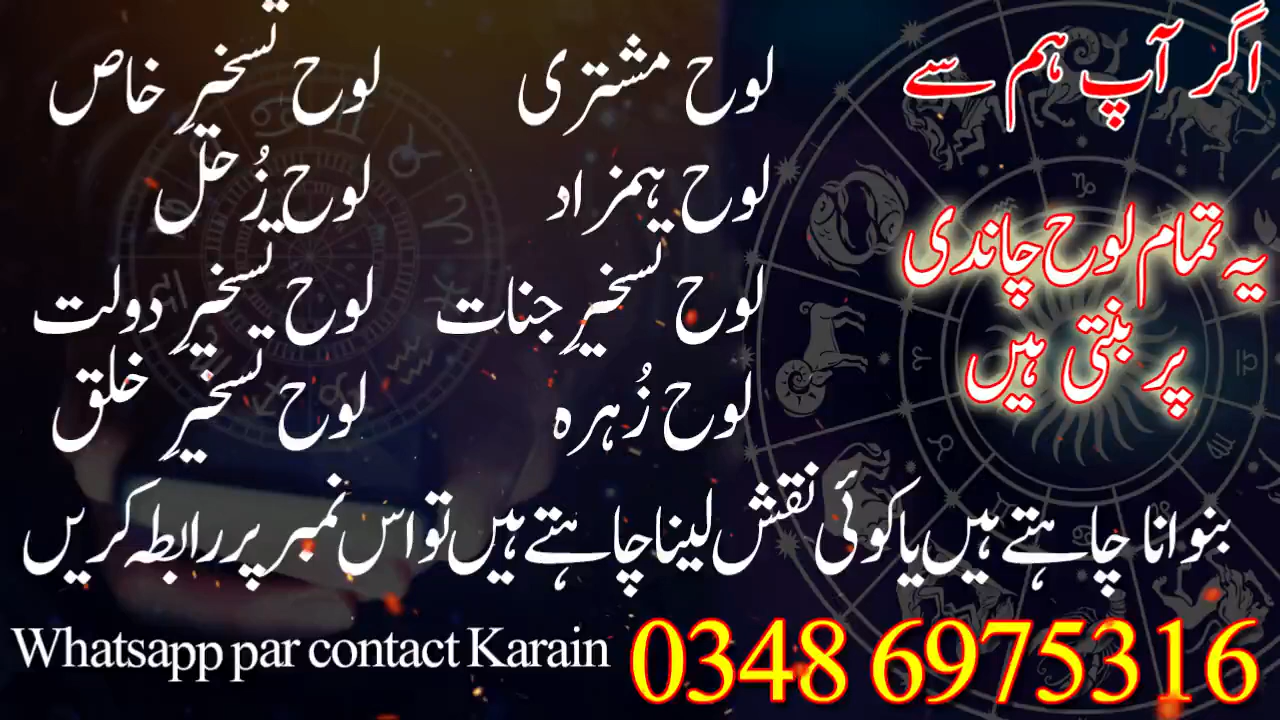 اگر آپ ہم سے
لوح مشتری
لوح تسخیرِ خاص
لوح ہمزاد
لوح زُحل
یہ تمام لوح چاندی
پر بنتی ہیں
لوح تسخیرِ جنات
لوح تسخیرِ دولت
لوح زُہرہ
لوح تسخیرِ خلق
بنوانا چاہتے ہیں یا کوئی نقش لینا چاہتے ہیں تو اس نمبر پر رابطہ کریں
Whatsapp par contact Karain 0348 6975316